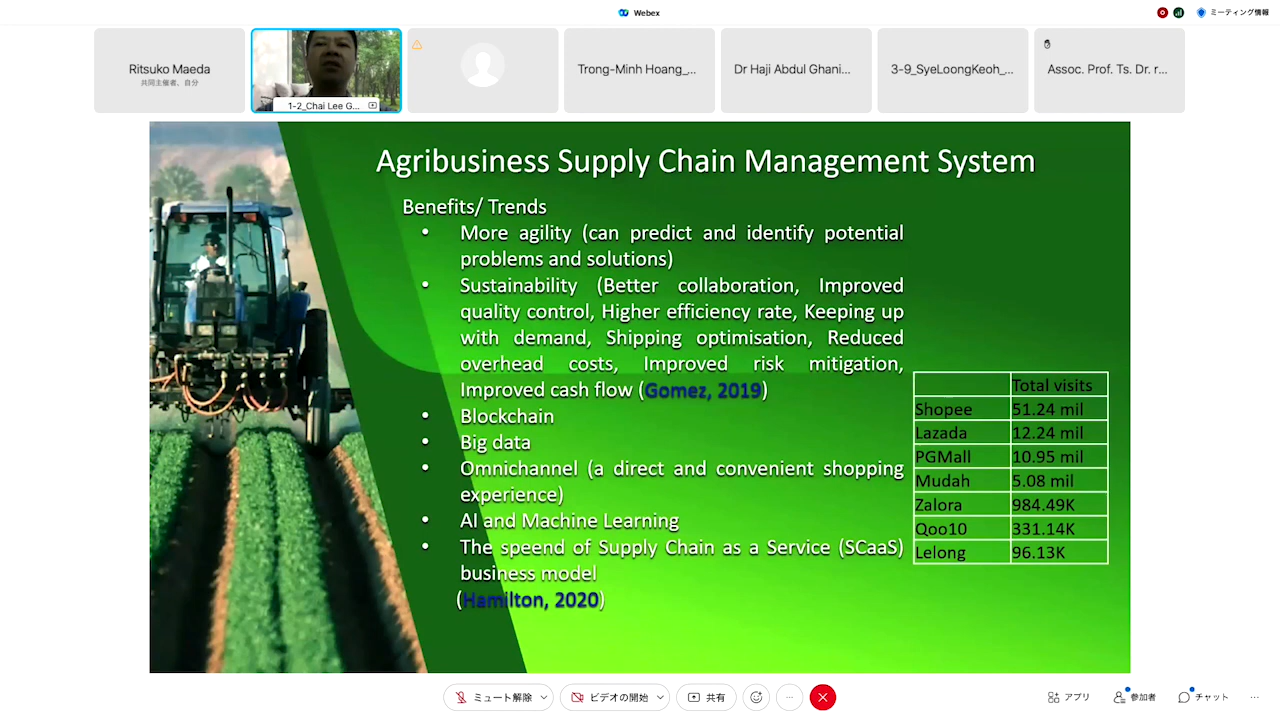 Webex
ミーティング情報
Ritsuko Maeda
共同主催者、自分
1-2_Chai Lee G...
Trong-Minh Hoang_...
Dr Haji Abdul Ghani...
3-9_SyeLoongKeoh_...
Assoc. Prof. Ts. Dr. r...
Agribusiness Supply Chain Management System
Benefits/ Trends
• More agility (can predict and identify potential
problems and solutions)
• Sustainability (Better collaboration, Improved
quality control, Higher efficiency rate, Keeping up
with demand, Shipping optimisation, Reduced
overhead costs, Improved risk mitigation,
Improved cash flow (Gomez, 2019)
• Blockchain
• Big data
• Omnichannel (a direct and convenient shopping
experience)
• AI and Machine Learning
• The speend of Supply Chain as a Service (SCaaS)
business model
(Hamilton, 2020)
Total visits
Shopee 51.24 mil
Lazada 12.24 mil
PGMall 10.95 mil
Mudah 5.08 mil
Zalora 984.49K
Qoo10 331.14K
Lelong 96.13K
ミュート解除
ビデオの開始
共有
アプリ
参加者
チャット